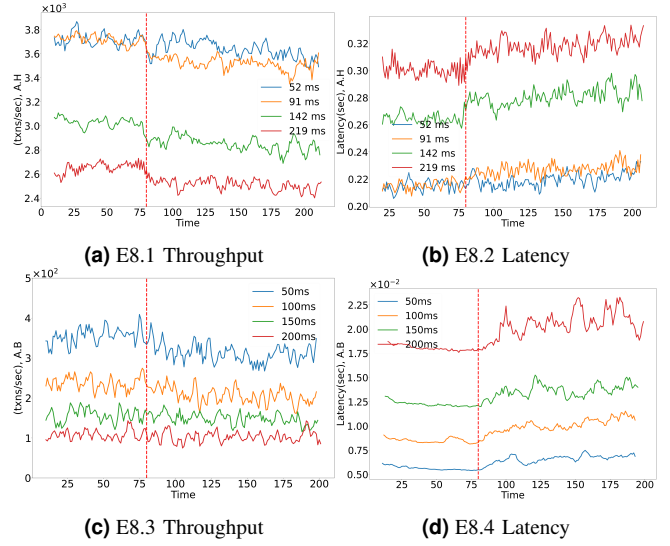 ×10³
3.8
3.6
3.4
3.2
3.0
2.8
2.6
2.4
(txns/sec), A.H
52 ms
91 ms
142 ms
219 ms
0 25 50 75 100 125 150 175 200
Time
(a) E8.1 Throughput
0.32
0.30
0.28
0.26
0.24
0.22
0.20
Latency(sec), A.H
52 ms
91 ms
142 ms
219 ms
25 50 75 100 125 150 175 200
Time
(b) E8.2 Latency
×10²
5
4
3
2
1
0
(txns/sec), A.B
50ms
100ms
150ms
200ms
25 50 75 100 125 150 175 200
Time
(c) E8.3 Throughput
×10⁻²
2.25
2.00
1.75
1.50
1.25
1.00
0.75
0.50
Latency(sec), A.B
50ms
100ms
150ms
200ms
25 50 75 100 125 150 175 200
Time
(d) E8.4 Latency